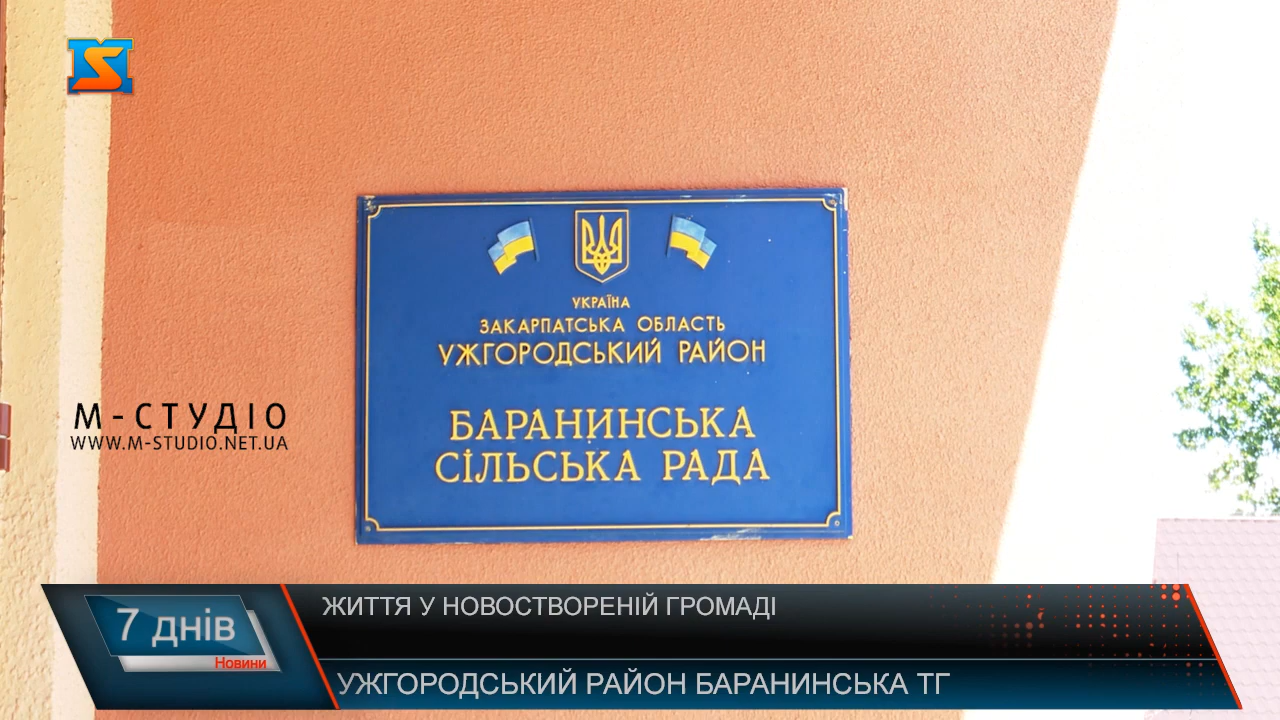 УКРАЇНА
ЗАКАРПАТСЬКА ОБЛАСТЬ
УЖГОРОДСЬКИЙ РАЙОН
БАРАНИНСЬКА
СІЛЬСЬКА РАДА
М-СТУДІО
WWW.M-STUDIO.NET.UA
7 днів
Новини
ЖИТТЯ У НОВОСТВОРЕНІЙ ГРОМАДІ
УЖГОРОДСЬКИЙ РАЙОН БАРАНИНСЬКА ТГ